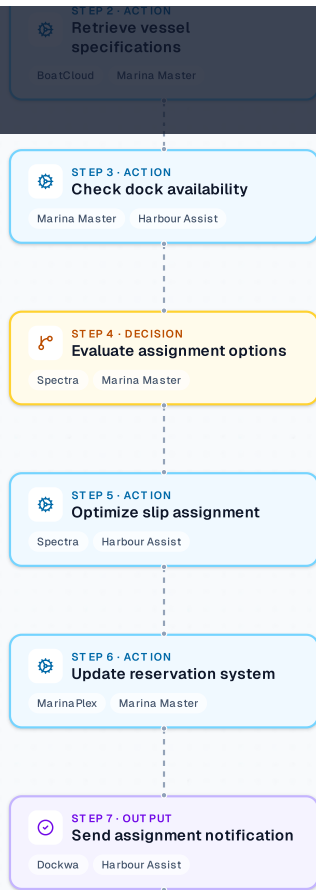 STEP 2 · ACTION
Retrieve vessel
specifications
BoatCloud Marina Master
STEP 3 · ACTION
Check dock availability
Marina Master Harbour Assist
STEP 4 · DECISION
Evaluate assignment options
Spectra Marina Master
STEP 5 · ACTION
Optimize slip assignment
Spectra Harbour Assist
STEP 6 · ACTION
Update reservation system
MarinaPlex Marina Master
STEP 7 · OUTPUT
Send assignment notification
Dockwa Harbour Assist